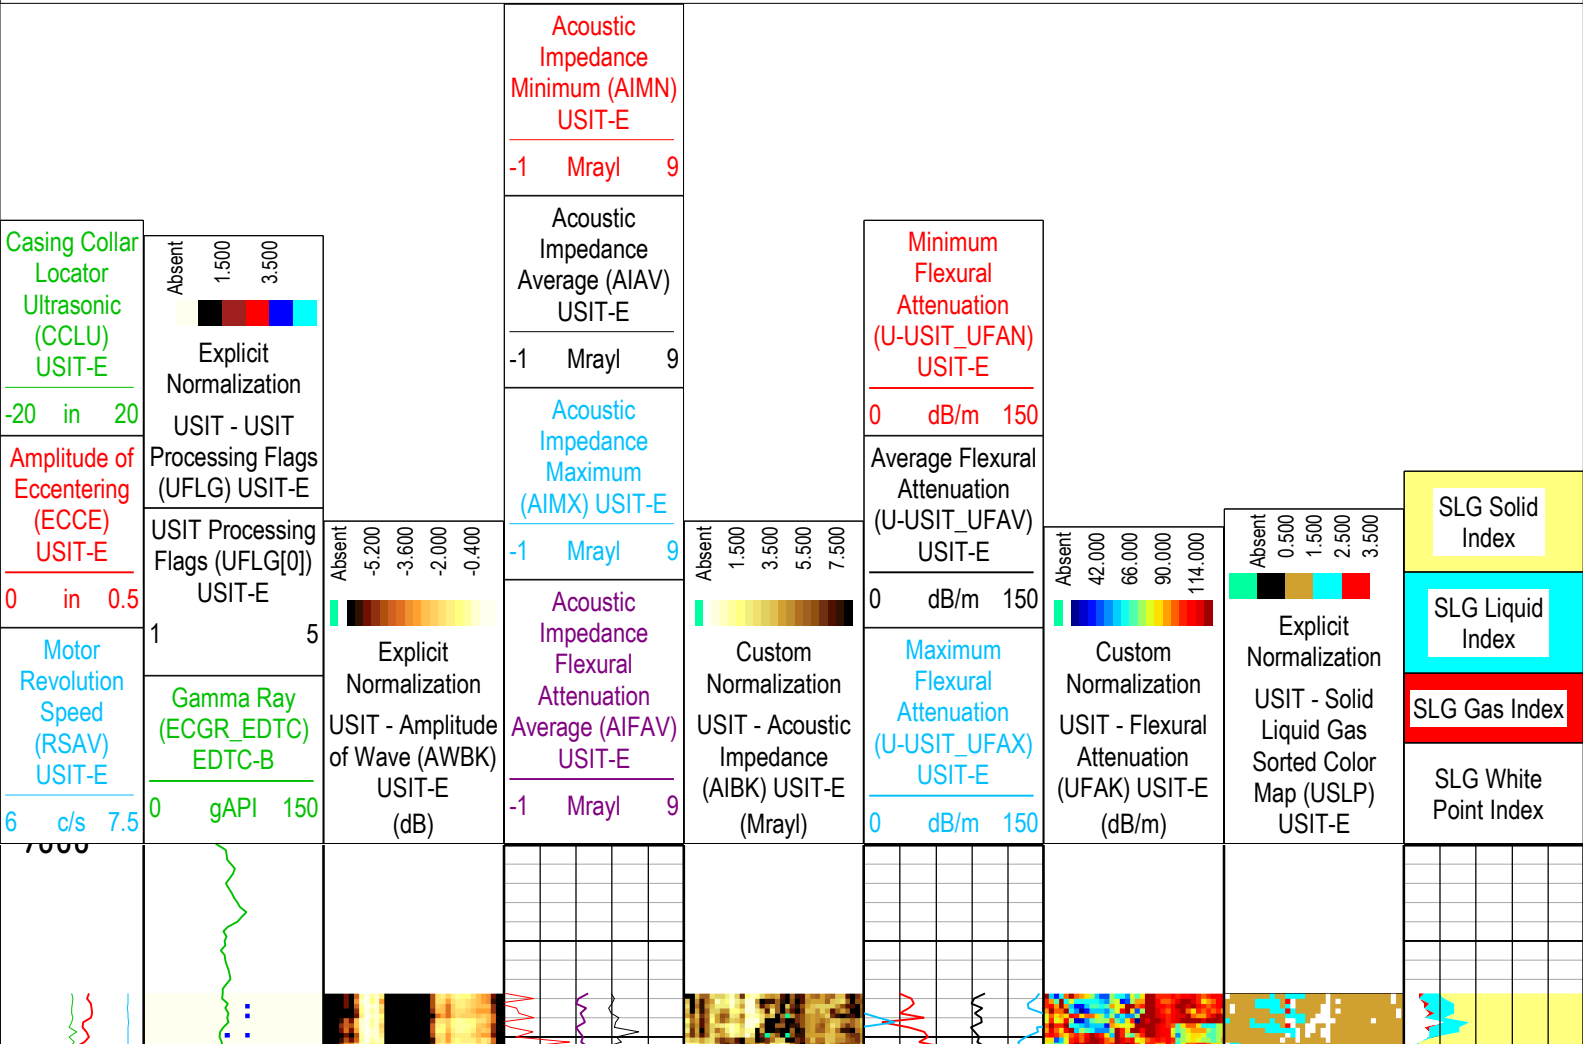 Acoustic
Impedance
Minimum (AIMN)
USIT-E
-1 Mrayl 9
Acoustic
Impedance
Average (AIAV)
USIT-E
-1 Mrayl 9
Acoustic
Impedance
Maximum
(AIMX) USIT-E
-1 Mrayl 9
Acoustic
Impedance
Flexural
Attenuation
Average (AIFAV)
USIT-E
-1 Mrayl 9
Casing Collar
Locator
Ultrasonic
(CCLU)
USIT-E
-20 in 20
Amplitude of
Eccentering
(ECCE)
USIT-E
0 in 0.5
Motor
Revolution
Speed
(RSAV)
USIT-E
6 c/s 7.5
Absent 1.500 3.500
Explicit
Normalization
USIT - USIT
Processing Flags
(UFLG) USIT-E
USIT Processing
Flags (UFLG[0])
USIT-E
1 5
Gamma Ray
(ECGR_EDTC)
EDTC-B
0 gAPI 150
Absent -5.200 -3.600 -2.000 -0.400
Explicit
Normalization
USIT - Amplitude
of Wave (AWBK)
USIT-E
(dB)
Absent 1.500 3.500 5.500 7.500
Custom
Normalization
USIT - Acoustic
Impedance
(AIBK) USIT-E
(Mrayl)
Minimum
Flexural
Attenuation
(U-USIT_UFAN)
USIT-E
0 dB/m 150
Average Flexural
Attenuation
(U-USIT_UFAV)
USIT-E
0 dB/m 150
Maximum
Flexural
Attenuation
(U-USIT_UFAX)
USIT-E
0 dB/m 150
Absent 42.000 66.000 90.000 114.000
Custom
Normalization
USIT - Flexural
Attenuation
(UFAK) USIT-E
(dB/m)
Absent 0.500 1.500 2.500 3.500
Explicit
Normalization
USIT - Solid
Liquid Gas
Sorted Color
Map (USLP)
USIT-E
SLG Solid
Index
SLG Liquid
Index
SLG Gas Index
SLG White
Point Index